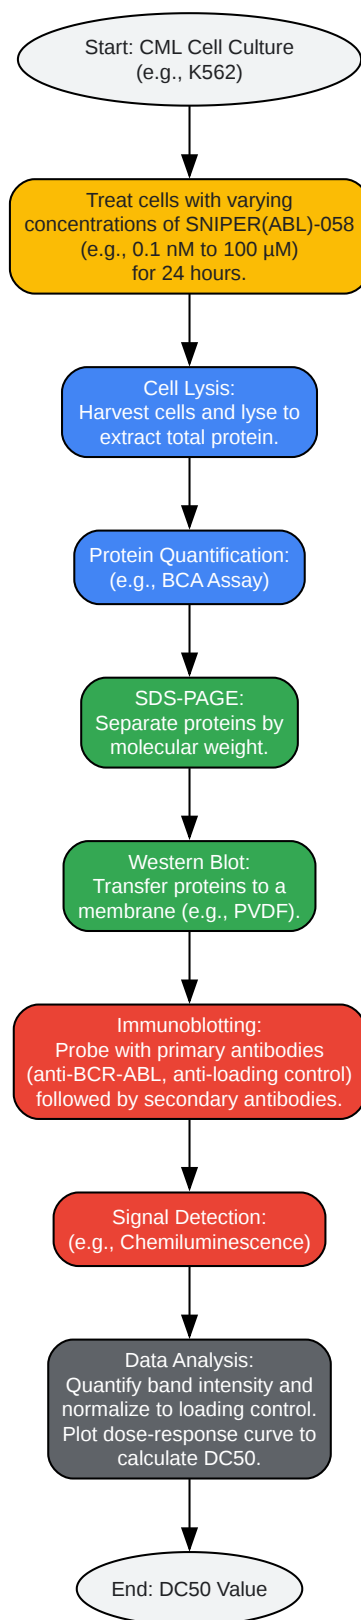 Start: CML Cell Culture
(e.g., K562)
Treat cells with varying
concentrations of SNIPER(ABL)-058
(e.g., 0.1 nM to 100 µM)
for 24 hours.
Cell Lysis:
Harvest cells and lyse to
extract total protein.
Protein Quantification:
(e.g., BCA Assay)
SDS-PAGE:
Separate proteins by
molecular weight.
Western Blot:
Transfer proteins to a
membrane (e.g., PVDF).
Immunoblotting:
Probe with primary antibodies
(anti-BCR-ABL, anti-loading control)
followed by secondary antibodies.
Signal Detection:
(e.g., Chemiluminescence)
Data Analysis:
Quantify band intensity and
normalize to loading control.
Plot dose-response curve to
calculate DC50.
End: DC50 Value